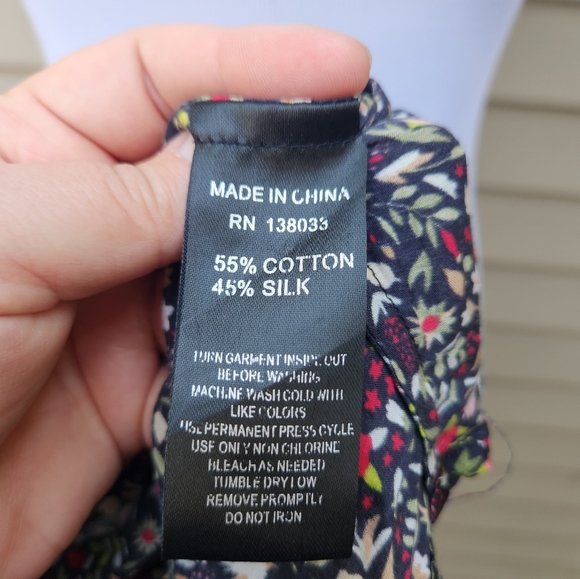 MADE IN CHINA
RN 138033
55% COTTON
45% SILK
TURN GARMENT INSIDE OUT
BEFORE WASHING
MACHINE WASH COLD WITH
LIKE COLORS
USE PERMANENT PRESS CYCLE
USE ONLY NON CHLORINE
BLEACH AS NEEDED
TUMBLE DRY LOW
REMOVE PROMPTLY
DO NOT IRON